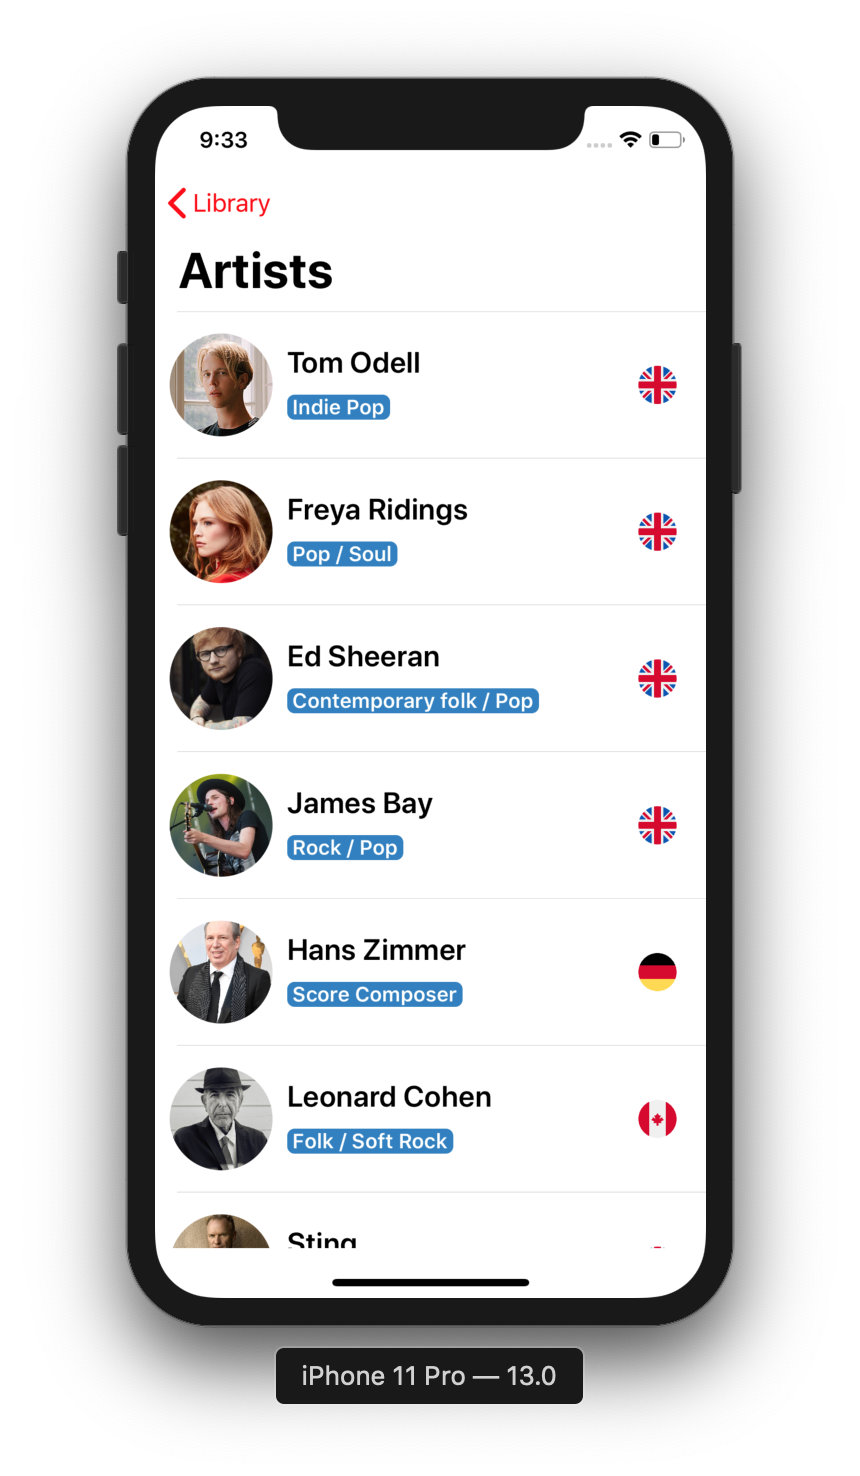 9:33
Library
Artists
Tom Odell
Indie Pop
Freya Ridings
Pop / Soul
Ed Sheeran
Contemporary folk / Pop
James Bay
Rock / Pop
Hans Zimmer
Score Composer
Leonard Cohen
Folk / Soft Rock
Sting
iPhone 11 Pro — 13.0